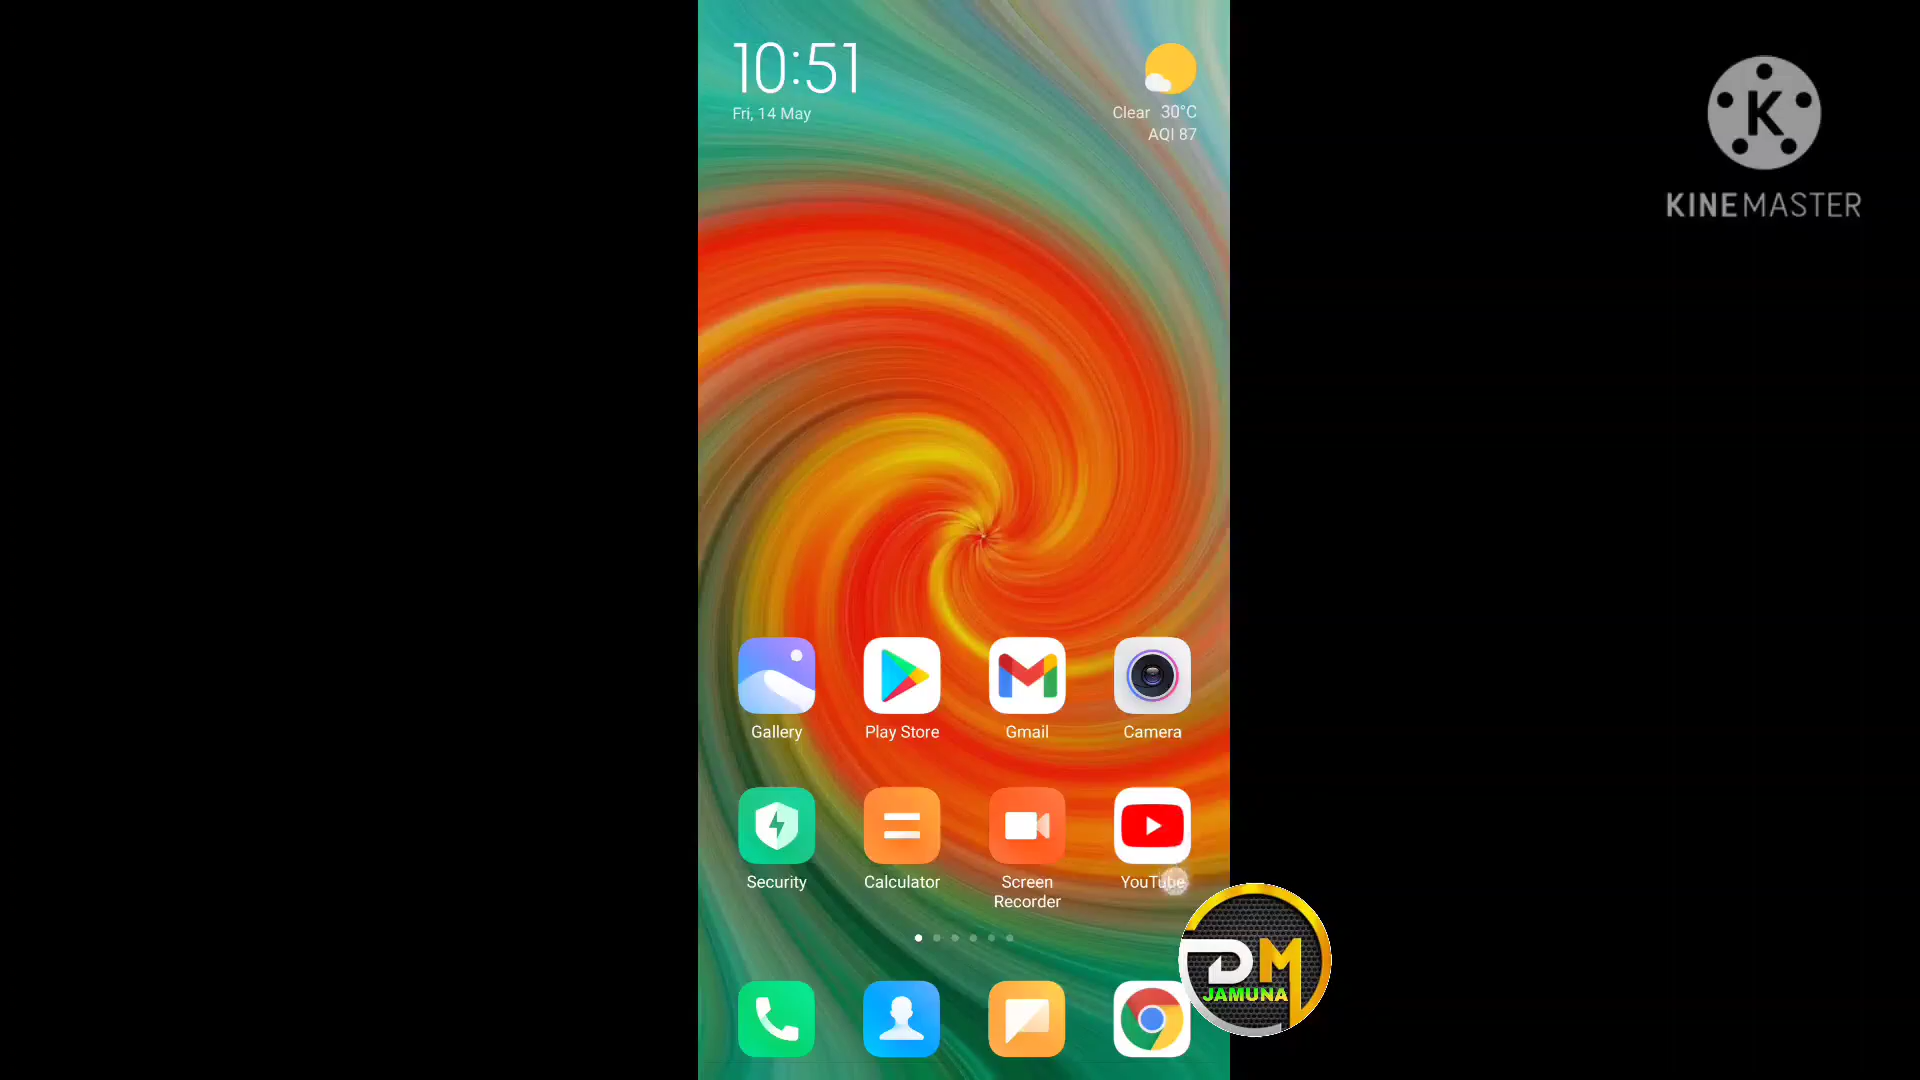 10:51
Fri, 14 May
Clear 30°C
AQI 87
K
KINEMASTER
Gallery
Play Store
Gmail
Camera
Security
Calculator
Screen
Recorder
YouTube
DM
JAMUNA